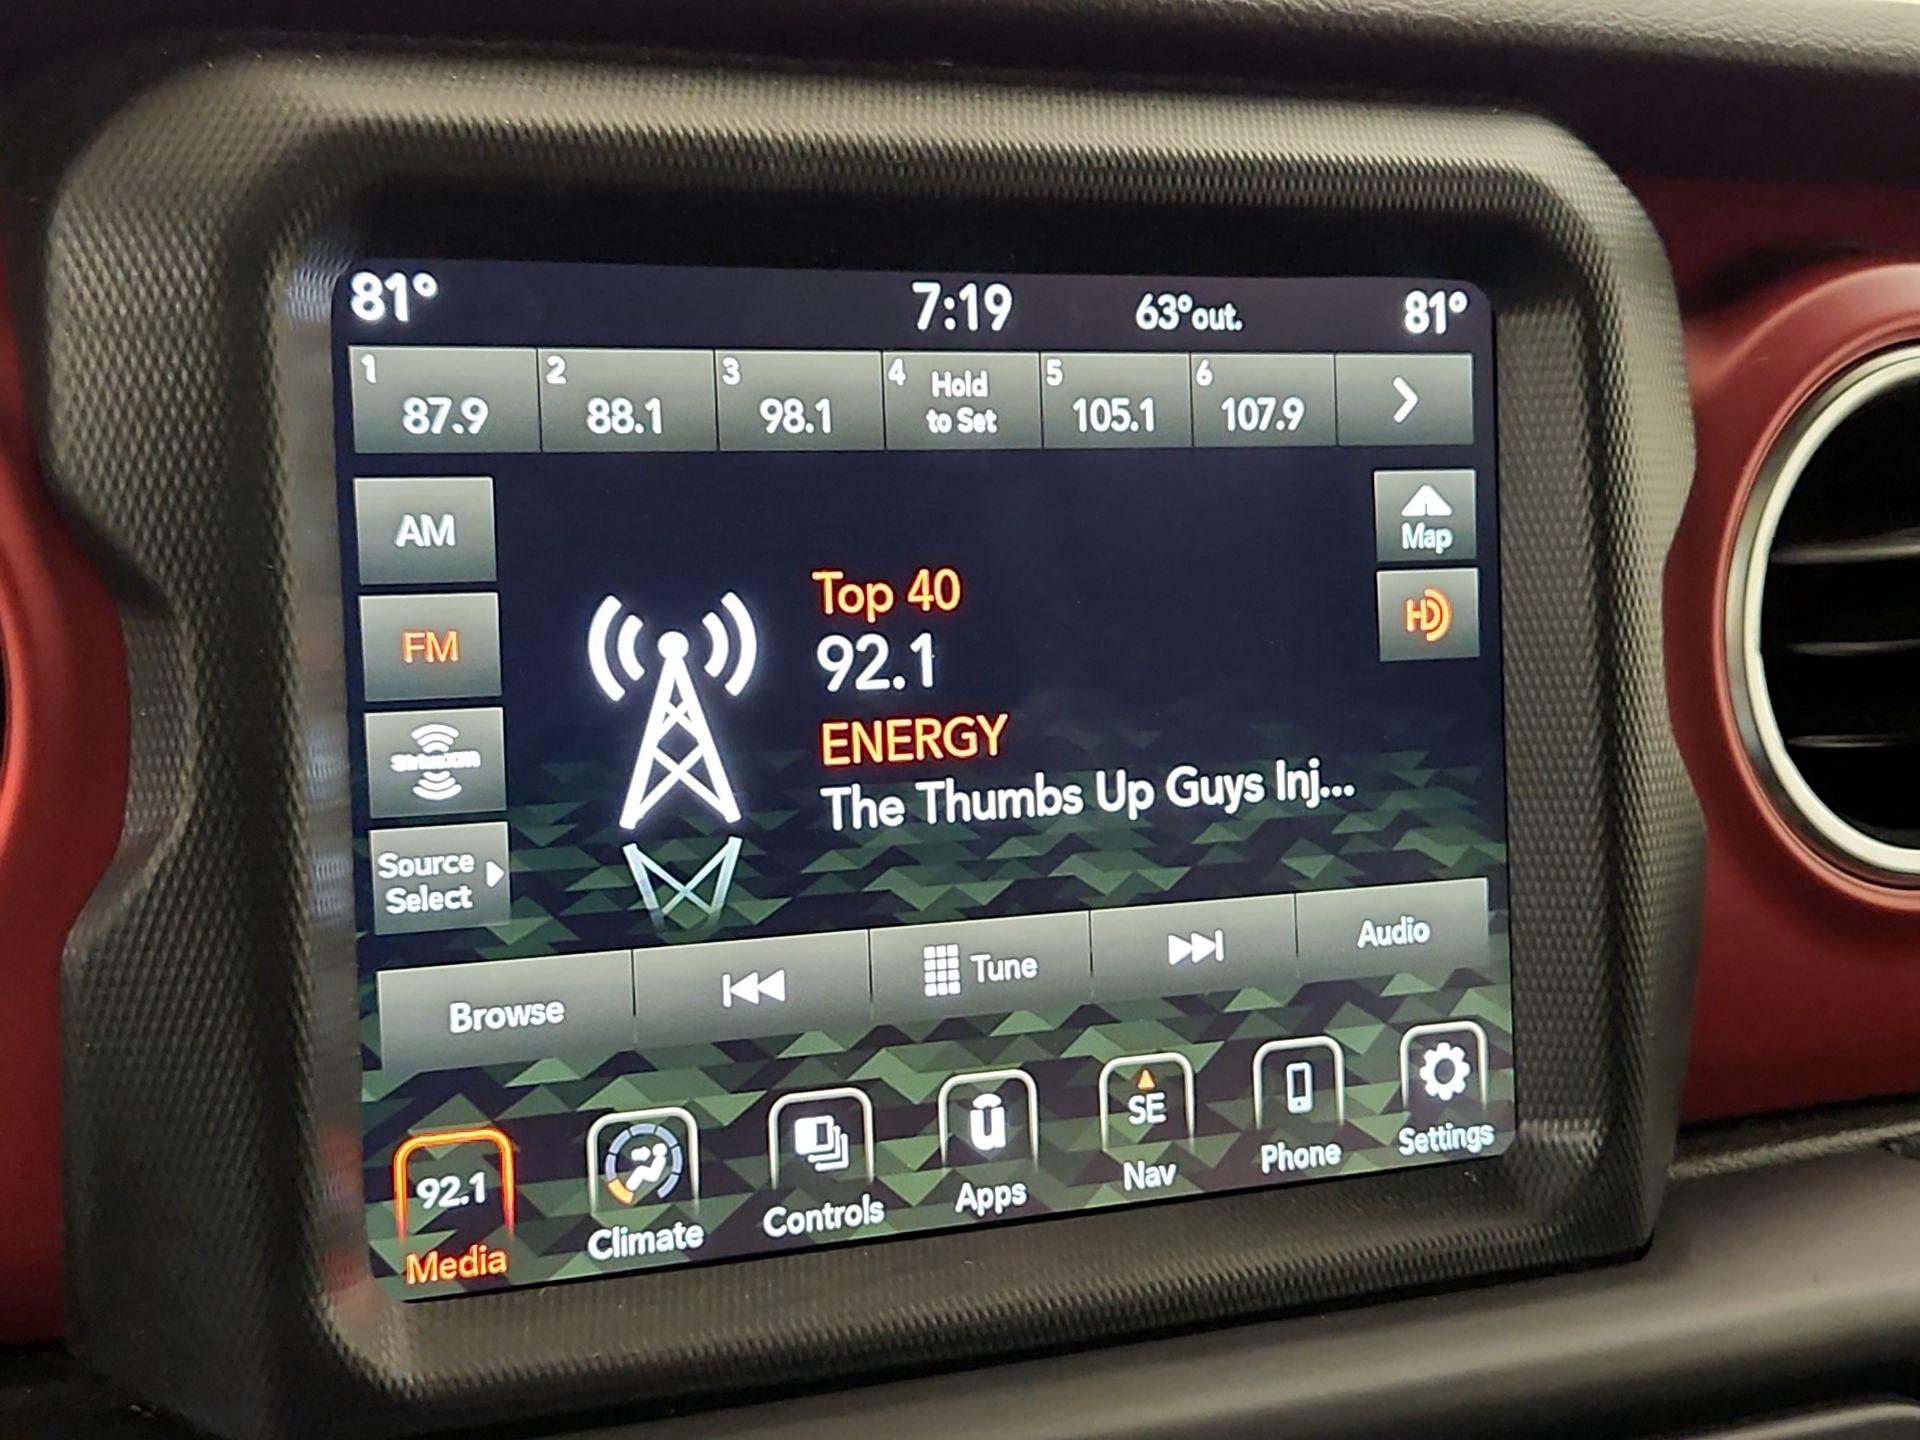 81° 7:19 63°out. 81°
1 87.9
2 88.1
3 98.1
4 Hold
to Set
5 105.1
6 107.9
AM
Map
FM
HD
Top 40
92.1
ENERGY
The Thumbs Up Guys Inj...
SiriusXM
Source
Select
Browse
Tune
Audio
92.1
Media
Climate
Controls
u
Apps
SE
Nav
Phone
Settings